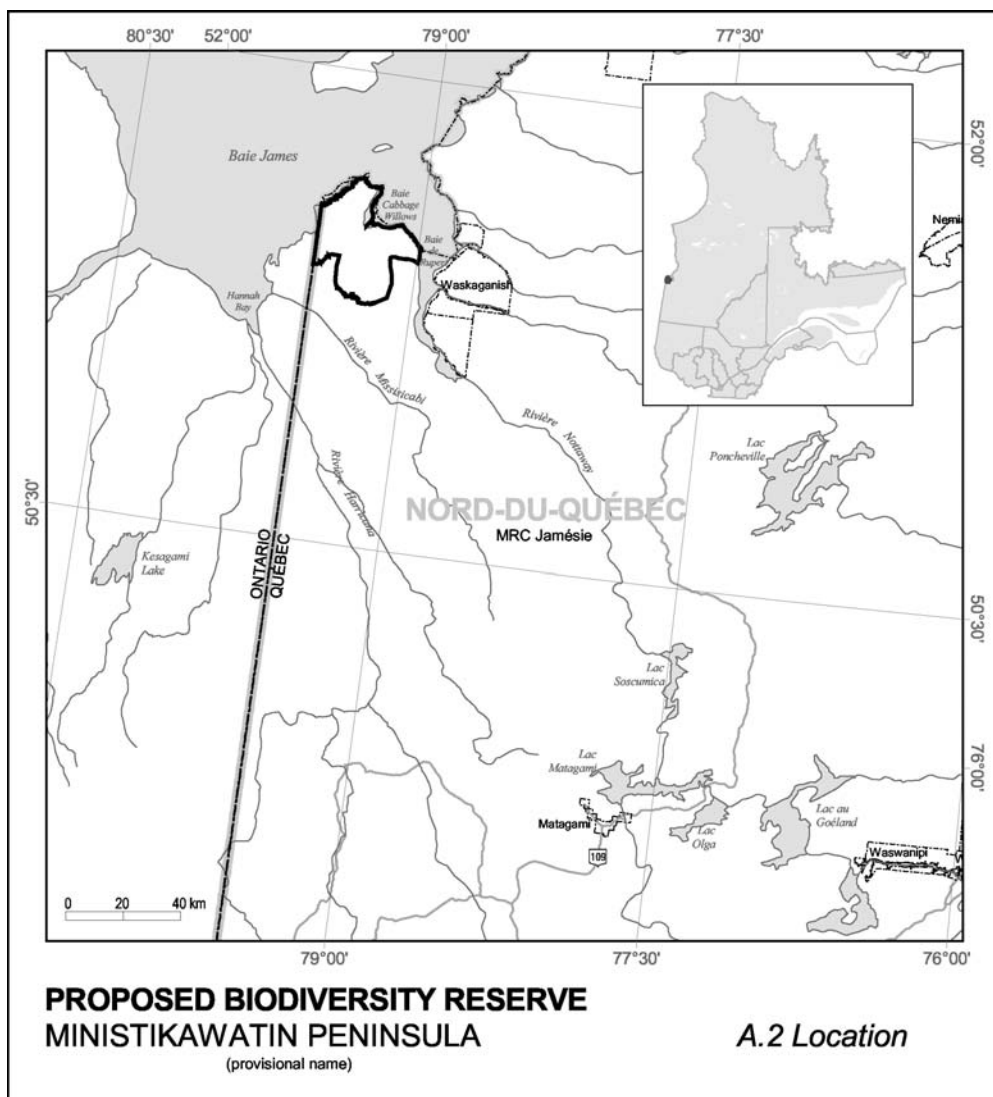 80°30' 52°00' 79°00' 77°30'
52°00'
Baie James
Baie
Cabbage
Willows
Baie
de
Rupert
Waskaganish
Hannah
Bay
Rivière Missisicabi
Rivière Nottaway
Rivière Harricana
Lac
Poncheville
50°30'
NORD-DU-QUÉBEC
MRC Jamésie
Kesagami
Lake
ONTARIO
QUÉBEC
50°30'
Lac
Soscumica
Lac
Matagami
76°00'
Matagami
109
Lac
Olga
Lac au
Goéland
Waswanipi
0 20 40 km
79°00' 77°30' 76°00'
PROPOSED BIODIVERSITY RESERVE
MINISTIKAWATIN PENINSULA
(provisional name)
A.2 Location